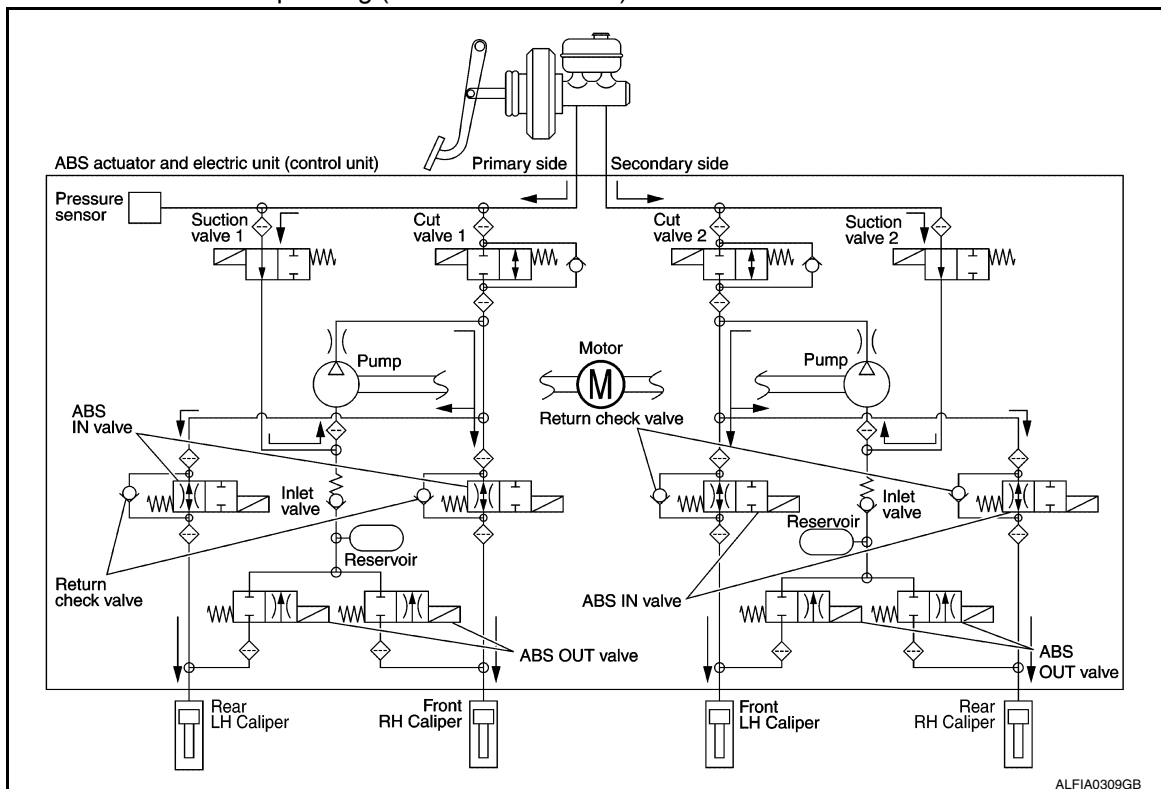 ABS actuator and electric unit (control unit)
Primary side
Secondary side
Pressure
sensor
Suction
valve 1
Cut
valve 1
Cut
valve 2
Suction
valve 2
Pump
Motor
M
Pump
Return check valve
ABS
IN valve
Inlet
valve
Inlet
valve
Reservoir
Reservoir
Return
check valve
ABS IN valve
ABS OUT valve
ABS
OUT valve
Rear
LH Caliper
Front
RH Caliper
Front
LH Caliper
Rear
RH Caliper
ALFIA0309GB